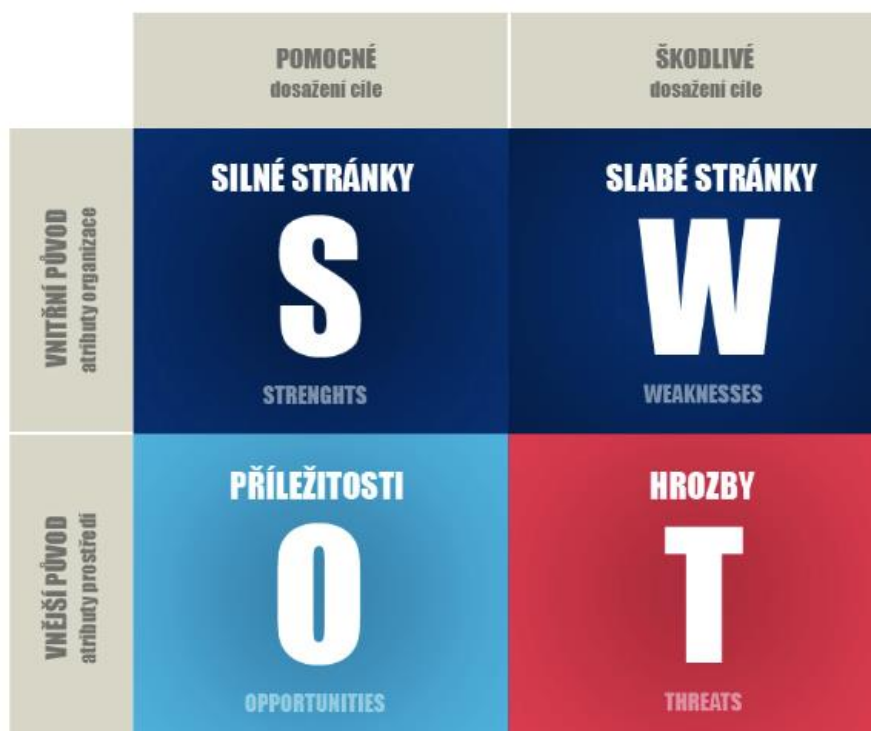 POMOCNÉ
dosažení cíle
ŠKODLIVÉ
dosažení cíle
VNITŘNÍ PŮVOD
atributy organizace
SILNÉ STRÁNKY
S
STRENGHTS
SLABÉ STRÁNKY
W
WEAKNESSES
VNĚJŠÍ PŮVOD
atributy prostředí
PŘÍLEŽITOSTI
O
OPPORTUNITIES
HROZBY
T
THREATS